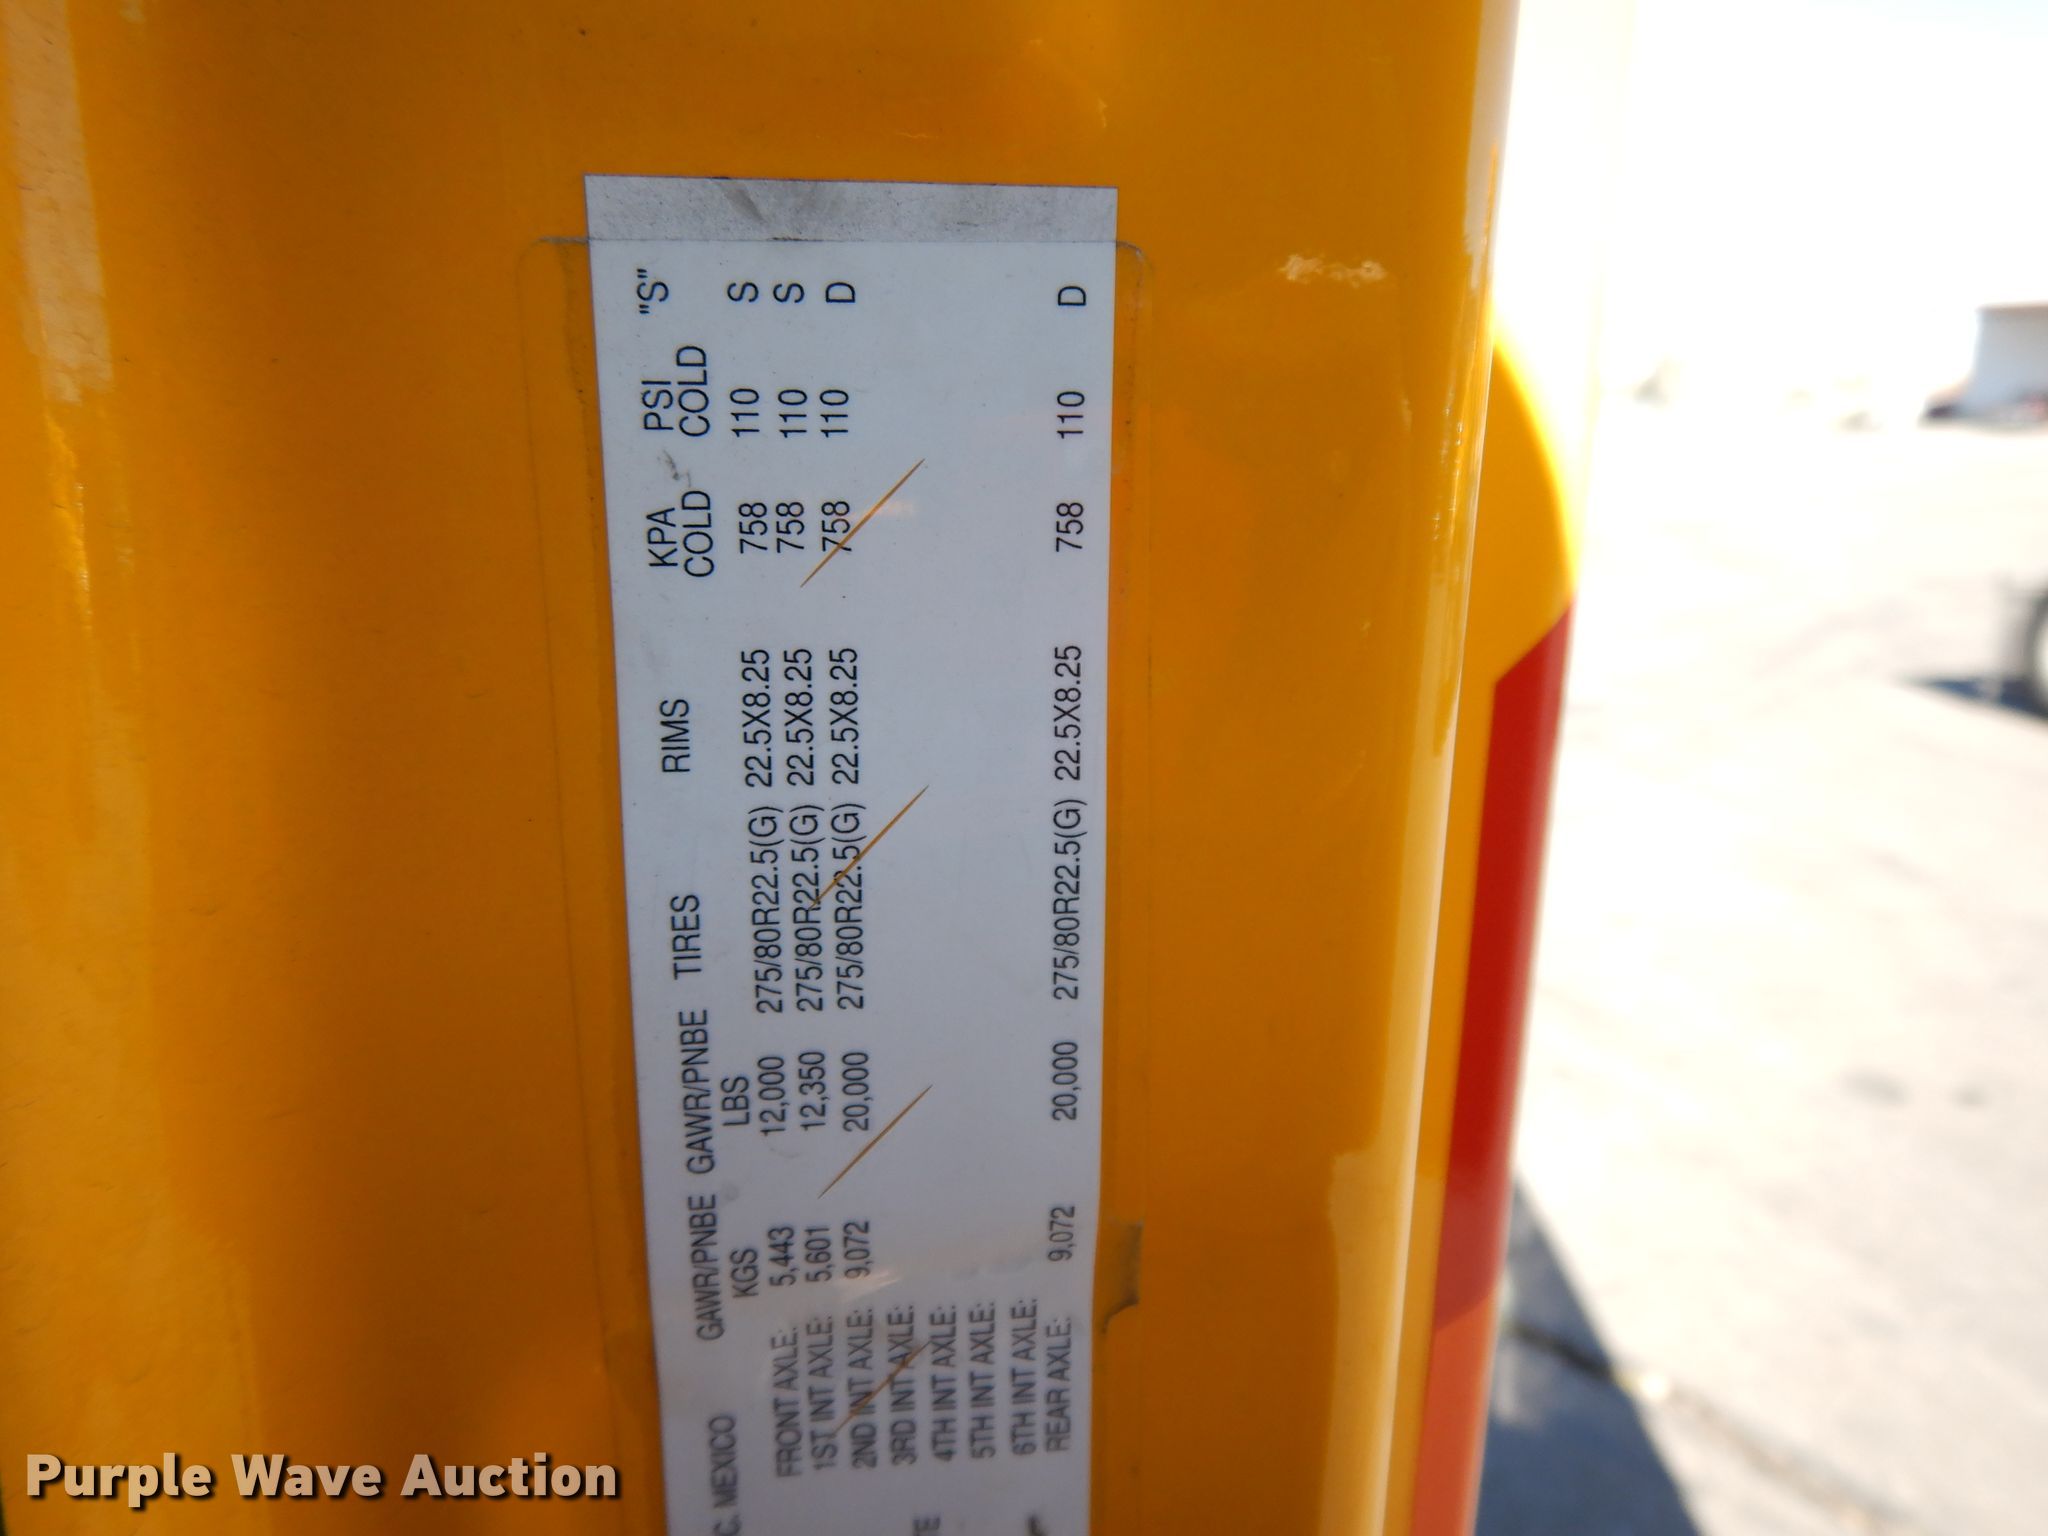 GAWR/PNBE GAWR/PNBE TIRES RIMS KPA PSI "S"
KGS LBS COLD COLD
FRONT AXLE: 5,443 12,000 275/80R22.5(G) 22.5X8.25 758 110 S
1ST INT AXLE: 5,601 12,350 275/80R22.5(G) 22.5X8.25 758 110 S
2ND INT AXLE: 9,072 20,000 275/80R22.5(G) 22.5X8.25 758 110 D
3RD INT AXLE:
4TH INT AXLE:
5TH INT AXLE:
6TH INT AXLE:
REAR AXLE: 9,072 20,000 275/80R22.5(G) 22.5X8.25 758 110 D
C. MEXICO
Purple Wave Auction